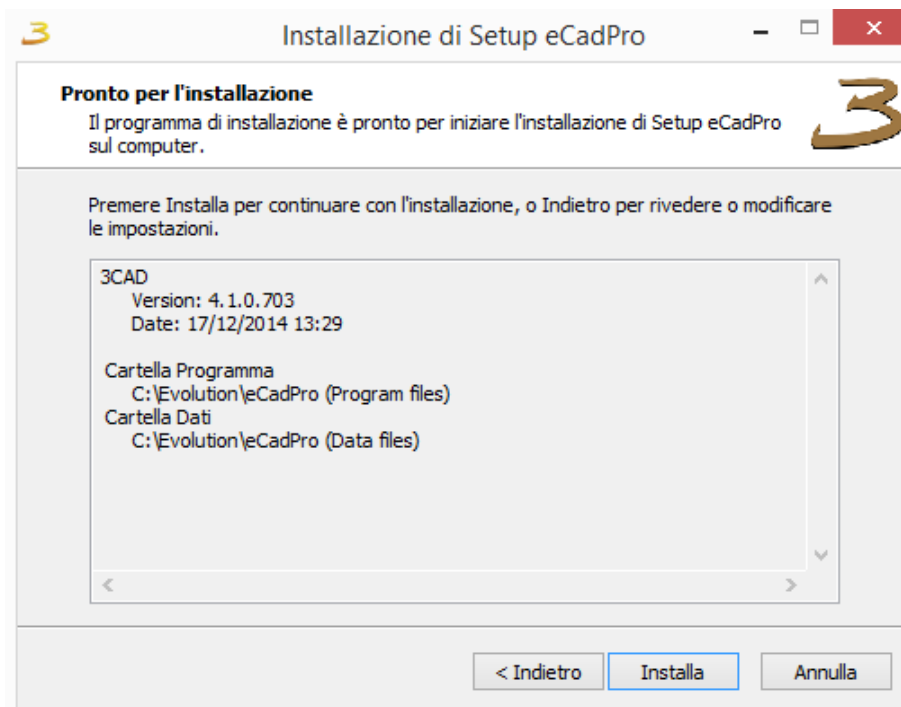 Installazione di Setup eCadPro
Pronto per l'installazione
Il programma di installazione è pronto per iniziare l'installazione di Setup eCadPro
sul computer.
3
Premere Installa per continuare con l'installazione, o Indietro per rivedere o modificare
le impostazioni.
3CAD
Version: 4.1.0.703
Date: 17/12/2014 13:29
Cartella Programma
C:\Evolution\eCadPro (Program files)
Cartella Dati
C:\Evolution\eCadPro (Data files)
< Indietro
Installa
Annulla